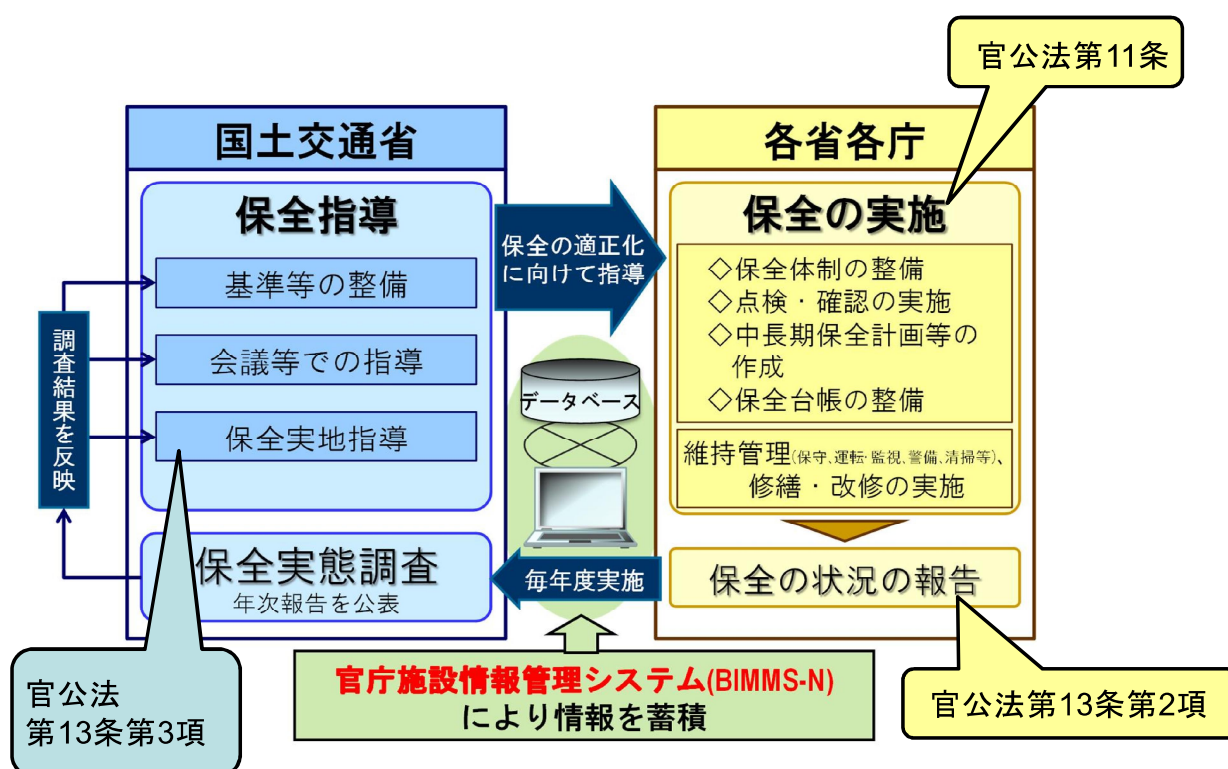 官公法第11条
国土交通省
保全指導
基準等の整備
会議等での指導
保全実地指導
調査結果を反映
保全実態調査
年次報告を公表
保全の適正化
に向けて指導
データベース
毎年度実施
各省各庁
保全の実施
◇保全体制の整備
◇点検・確認の実施
◇中長期保全計画等の
作成
◇保全台帳の整備
維持管理(保守、運転・監視、警備、清掃等)、
修繕・改修の実施
保全の状況の報告
官庁施設情報管理システム(BIMMS-N)
により情報を蓄積
官公法
第13条第3項
官公法第13条第2項